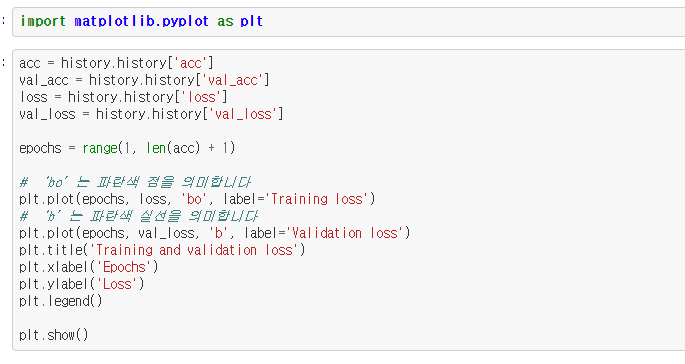 import matplotlib.pyplot as plt
acc = history.history['acc']
val_acc = history.history['val_acc']
loss = history.history['loss']
val_loss = history.history['val_loss']
epochs = range(1, len(acc) + 1)
# ‘bo’는 파란색 점을 의미합니다
plt.plot(epochs, loss, 'bo', label='Training loss')
# ‘b’는 파란색 실선을 의미합니다
plt.plot(epochs, val_loss, 'b', label='Validation loss')
plt.title('Training and validation loss')
plt.xlabel('Epochs')
plt.ylabel('Loss')
plt.legend()
plt.show()